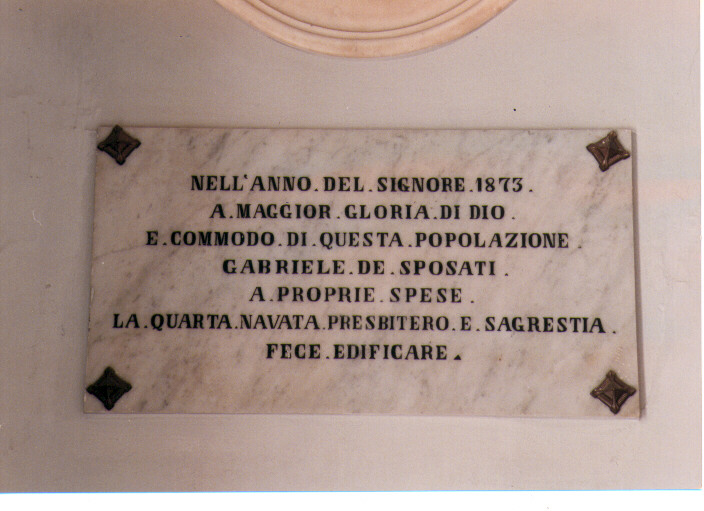 NELL'ANNO.DEL.SIGNORE.1873.
A.MAGGIOR.GLORIA.DI DIO.
E.COMMODO.DI.QUESTA.POPOLAZIONE.
GABRIELE.DE.SPOSATI.
A.PROPRIE.SPESE.
LA.QUARTA.NAVATA.PRESBITERO.E.SAGRESTIA.
FECE.EDIFICARE.